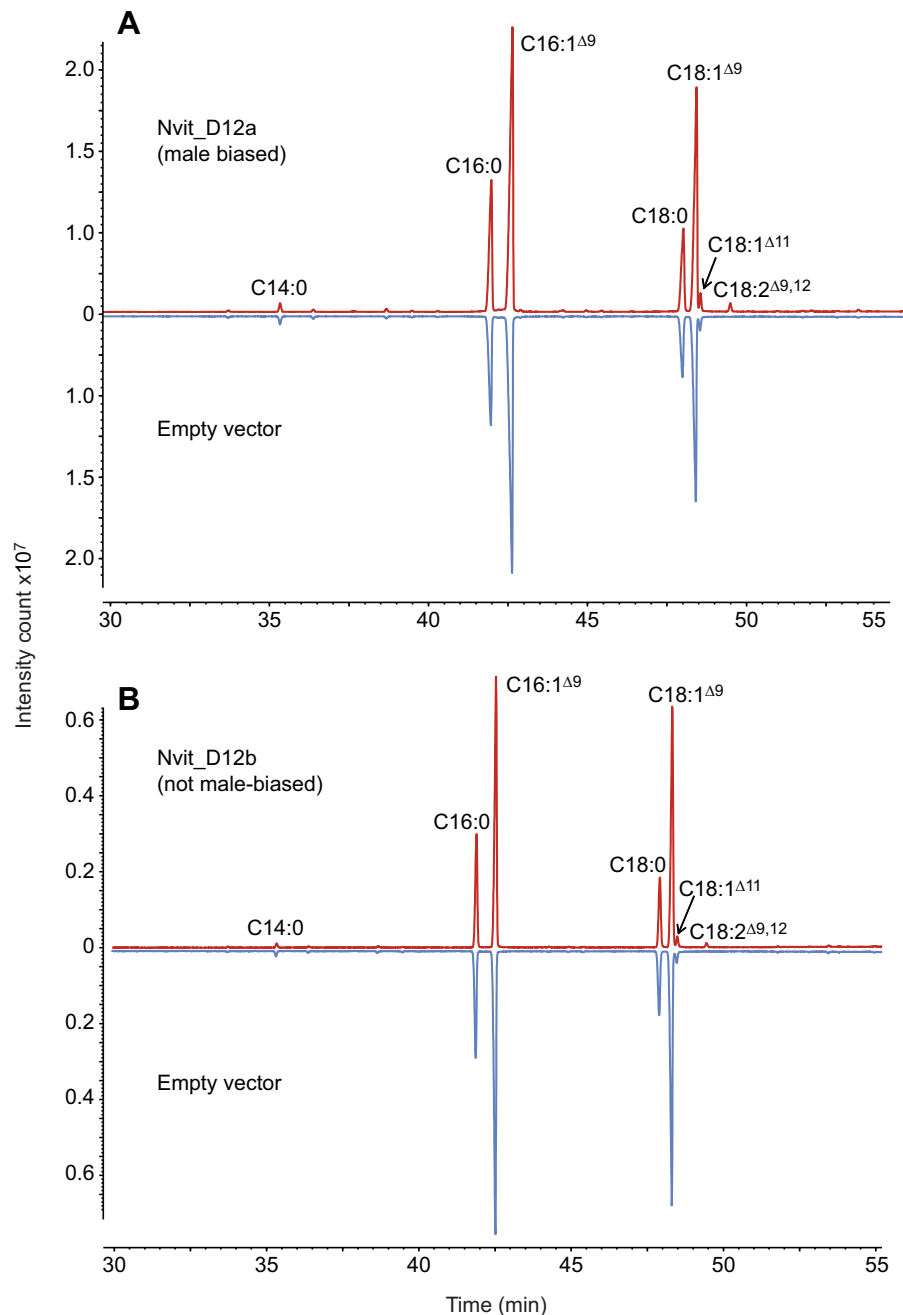 A
C16:1Δ9
C18:1Δ9
2.0
Nvit_D12a
(male biased)
1.5
C16:0
C18:0
1.0
C18:1Δ11
C14:0
C18:2Δ9,12
0
1.0
Empty vector
1.5
2.0
30 35 40 45 50 55
Intensity count x10⁷
B
C16:1Δ9
C18:1Δ9
0.6
Nvit_D12b
(not male-biased)
0.4
C16:0
C18:0
0.2
C18:1Δ11
C14:0
C18:2Δ9,12
0
0.2
Empty vector
0.4
0.6
30 35 40 45 50 55
Time (min)